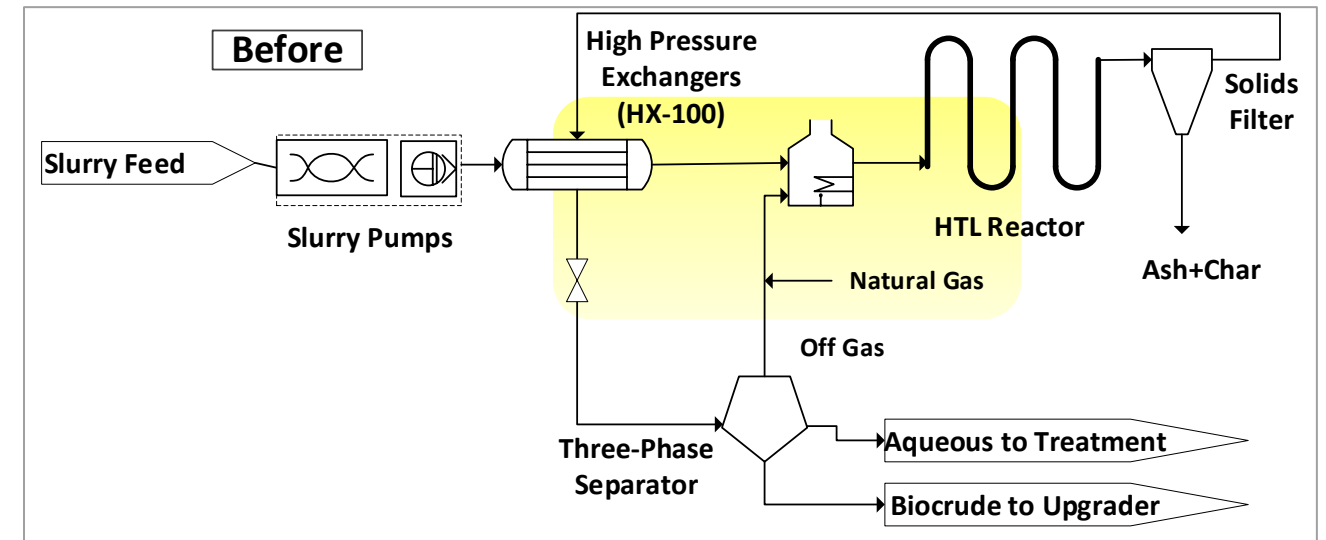 Before
High Pressure
Exchangers
(HX-100)
Solids
Filter
Slurry Feed
Slurry Pumps
HTL Reactor
Ash+Char
Natural Gas
Off Gas
Three-Phase
Separator
Aqueous to Treatment
Biocrude to Upgrader